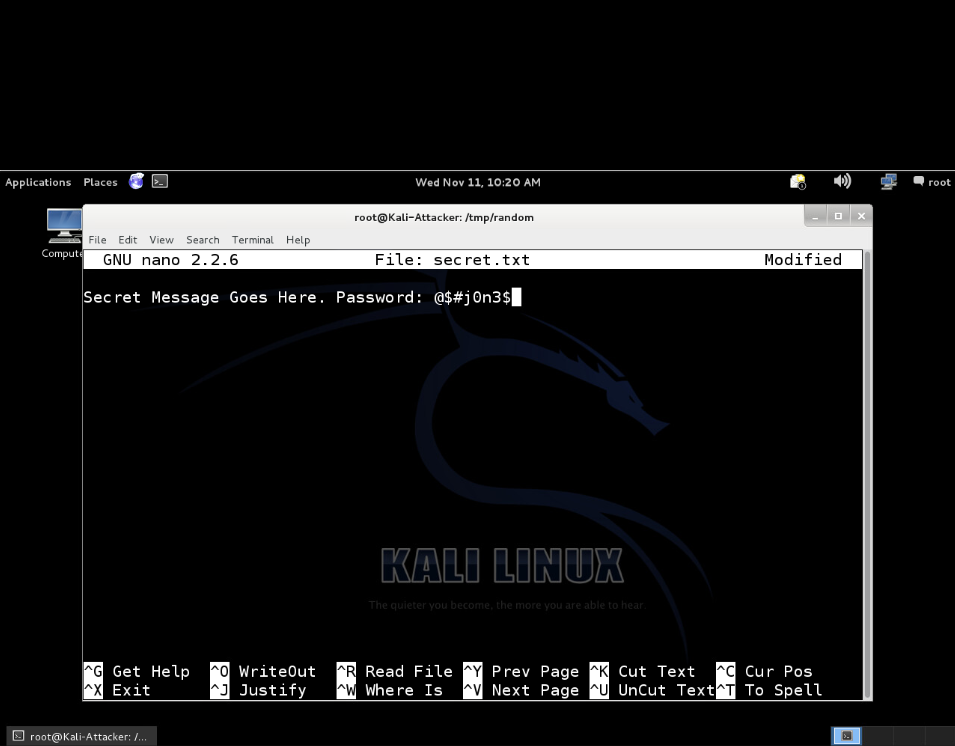 Applications Places Wed Nov 11, 10:20 AM root
Compute
root@Kali-Attacker: /tmp/random
File Edit View Search Terminal Help
GNU nano 2.2.6 File: secret.txt Modified
Secret Message Goes Here. Password: @$#j0n3$
KALI LINUX
The quieter you become, the more you are able to hear.
^G Get Help ^O WriteOut ^R Read File ^Y Prev Page ^K Cut Text ^C Cur Pos
^X Exit ^J Justify ^W Where Is ^V Next Page ^U UnCut Text ^T To Spell
root@Kali-Attacker: /...